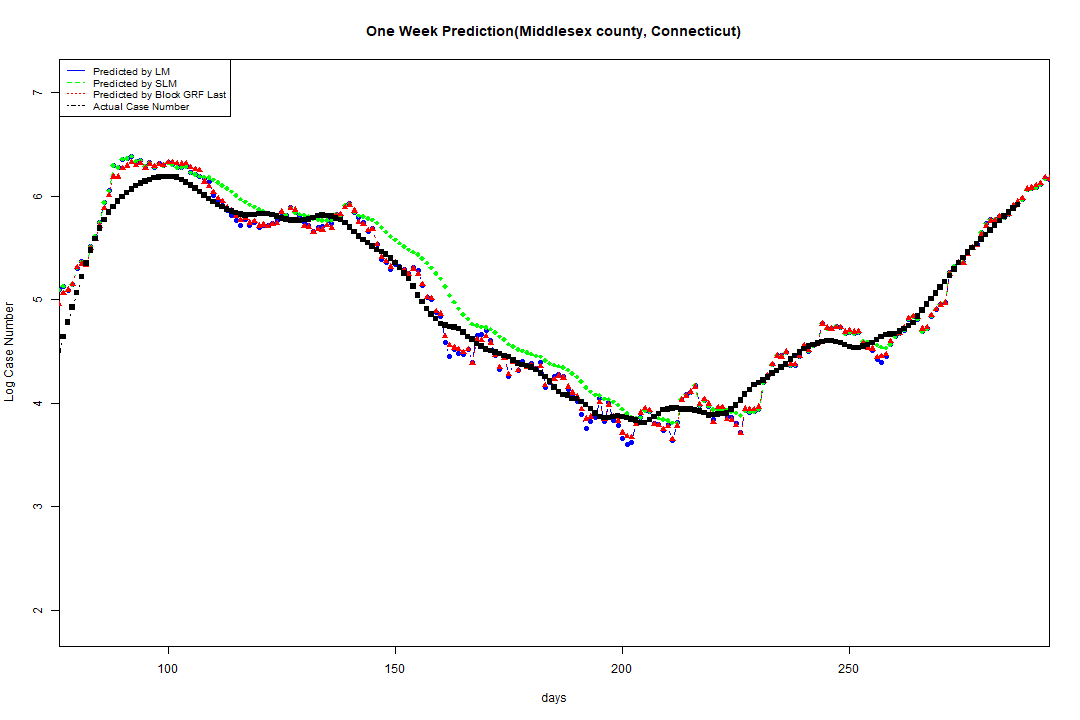 One Week Prediction(Middlesex county, Connecticut)
Predicted by LM
Predicted by SLM
Predicted by Block GRF Last
Actual Case Number
7
6
5
4
3
2
Log Case Number
100 150 200 250
days